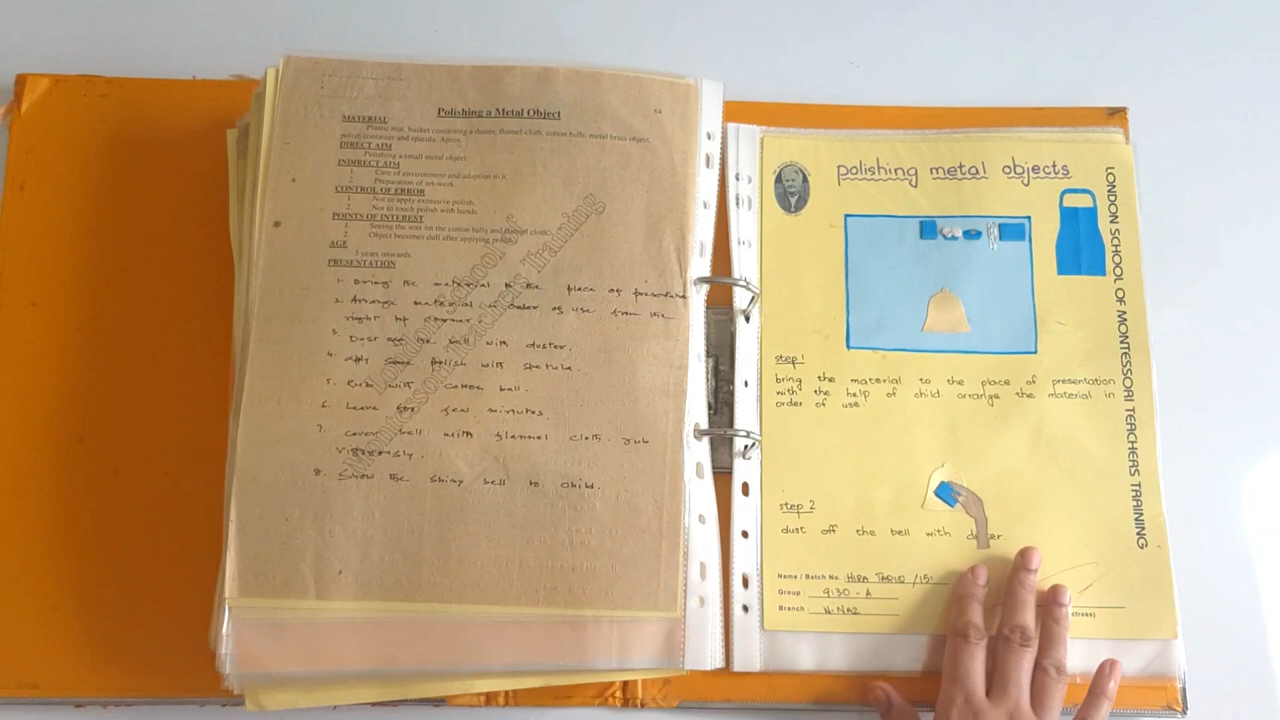 Polishing a Metal Object
64
MATERIAL
Plastic mat, basket containing a duster, flannel cloth, cotton balls, metal brass object,
polish container and spatula. Apron.
DIRECT AIM
Polishing a small metal object.
INDIRECT AIM
1. Care of environment and adaption to it.
2. Preparation of art work.
CONTROL OF ERROR
1. Not to apply excessive polish.
2. Not to touch polish with hands.
POINTS OF INTEREST
1. Seeing the wax on the cotton balls and flannel cloth.
2. Object becomes dull after applying polish.
AGE
3 years onwards.
PRESENTATION
1. Bring the material to the place of presentation
2. Arrange material in order of use from the
right top corner.
3. Dust off the bell with duster.
4. apply some polish with spetula.
5. Rub with cotton ball.
6. Leave for few minutes.
7. cover bell with flannel cloth. rub
vigorously.
8. Show the shiny bell to child.
London School of
Montessori Teachers Training
polishing metal objects
LONDON SCHOOL OF MONTESSORI TEACHERS TRAINING
step 1
bring the material to the place of presentation
with the help of child arrange the material in
order of use.
step 2
dust off the bell with duster.
Name / Batch No. : HIRA TARIQ / 151
Group : 9:30 - A
Branch : N. NAZ
ctress)